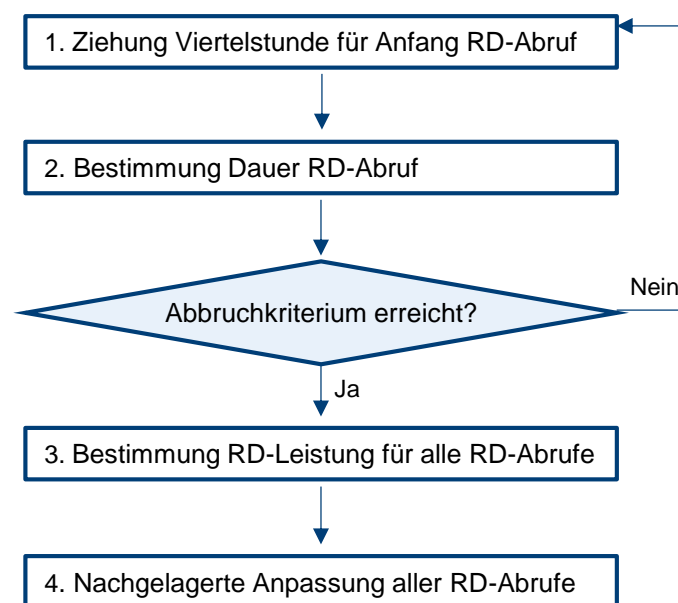 1. Ziehung Viertelstunde für Anfang RD-Abruf
2. Bestimmung Dauer RD-Abruf
Abbruchkriterium erreicht?
Nein
Ja
3. Bestimmung RD-Leistung für alle RD-Abrufe
4. Nachgelagerte Anpassung aller RD-Abrufe